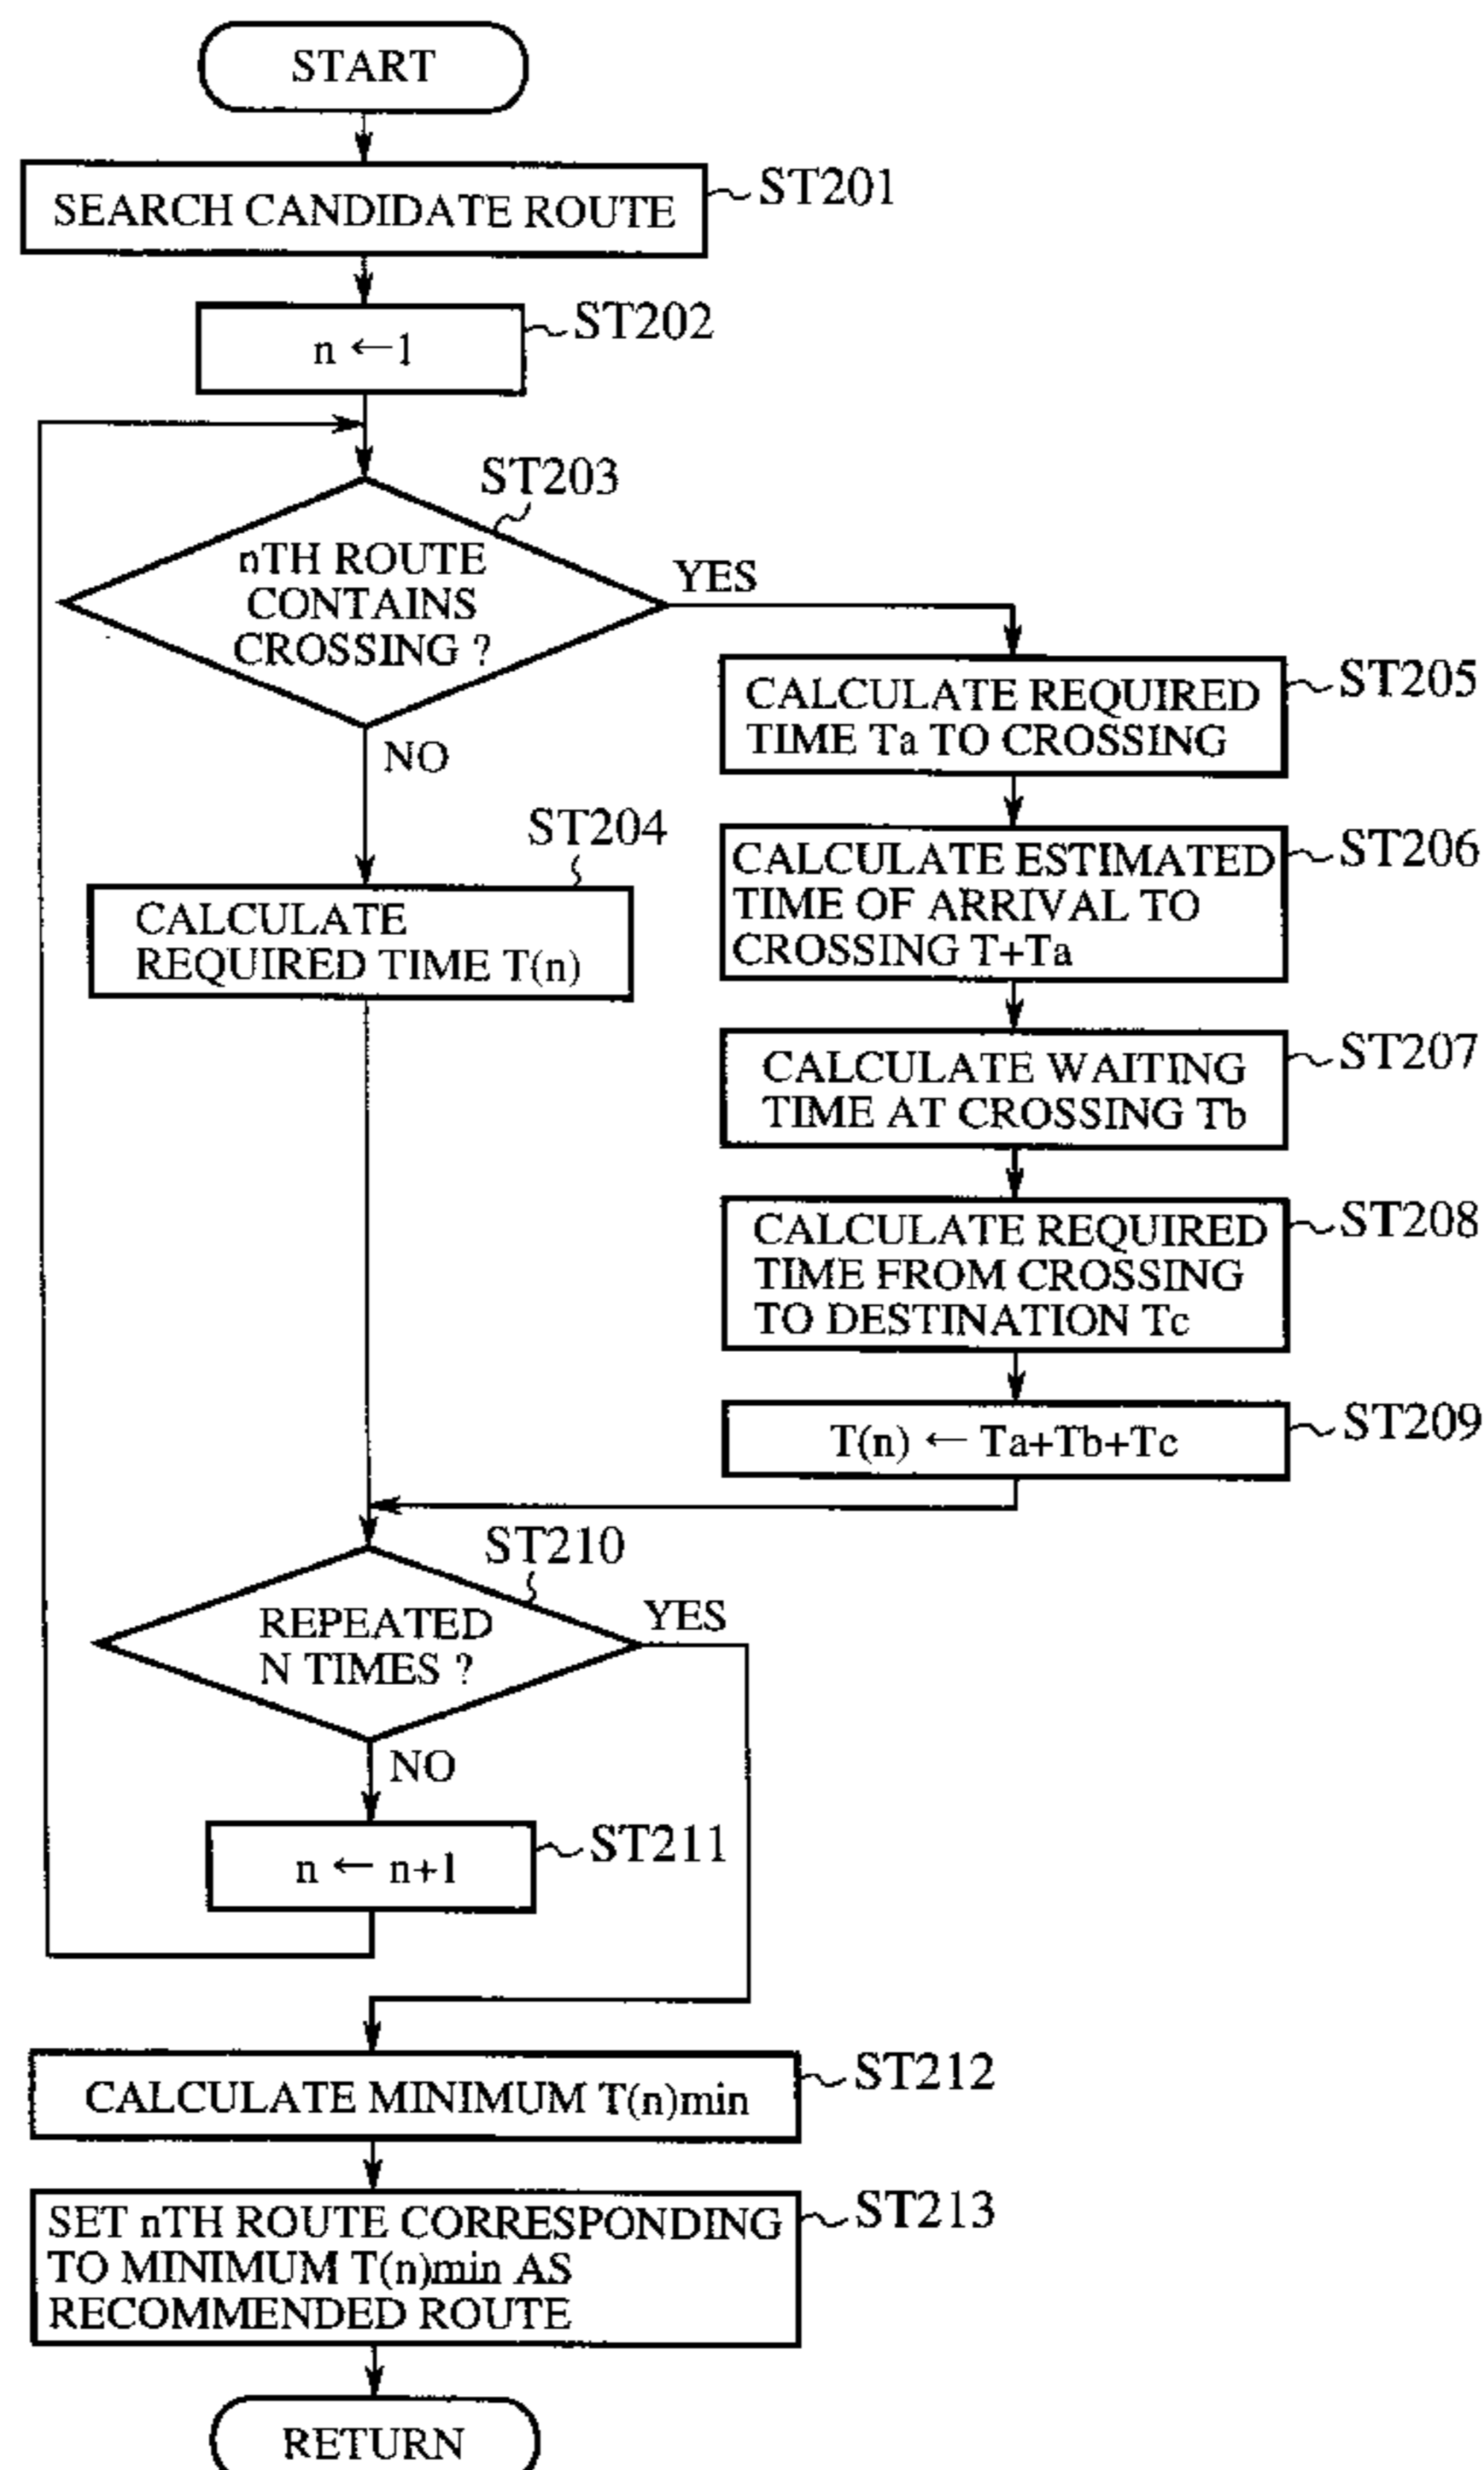 START
SEARCH CANDIDATE ROUTE
ST201
n ←1
ST202
ST203
nTH ROUTE
CONTAINS
CROSSING ?
YES
NO
ST204
CALCULATE
REQUIRED TIME T(n)
CALCULATE REQUIRED
TIME Ta TO CROSSING
ST205
CALCULATE ESTIMATED
TIME OF ARRIVAL TO
CROSSING T+Ta
ST206
CALCULATE WAITING
TIME AT CROSSING Tb
ST207
CALCULATE REQUIRED
TIME FROM CROSSING
TO DESTINATION Tc
ST208
T(n) ← Ta+Tb+Tc
ST209
ST210
REPEATED
N TIMES ?
YES
NO
n ← n+1
ST211
CALCULATE MINIMUM T(n)min
ST212
SET nTH ROUTE CORRESPONDING
TO MINIMUM T(n)min AS
RECOMMENDED ROUTE
ST213
RETURN